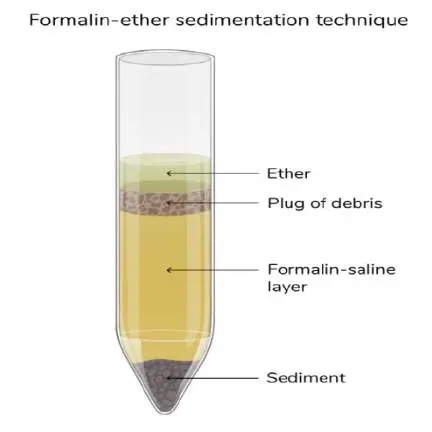 Formalin-ether sedimentation technique
Ether
Plug of debris
Formalin-saline
layer
Sediment